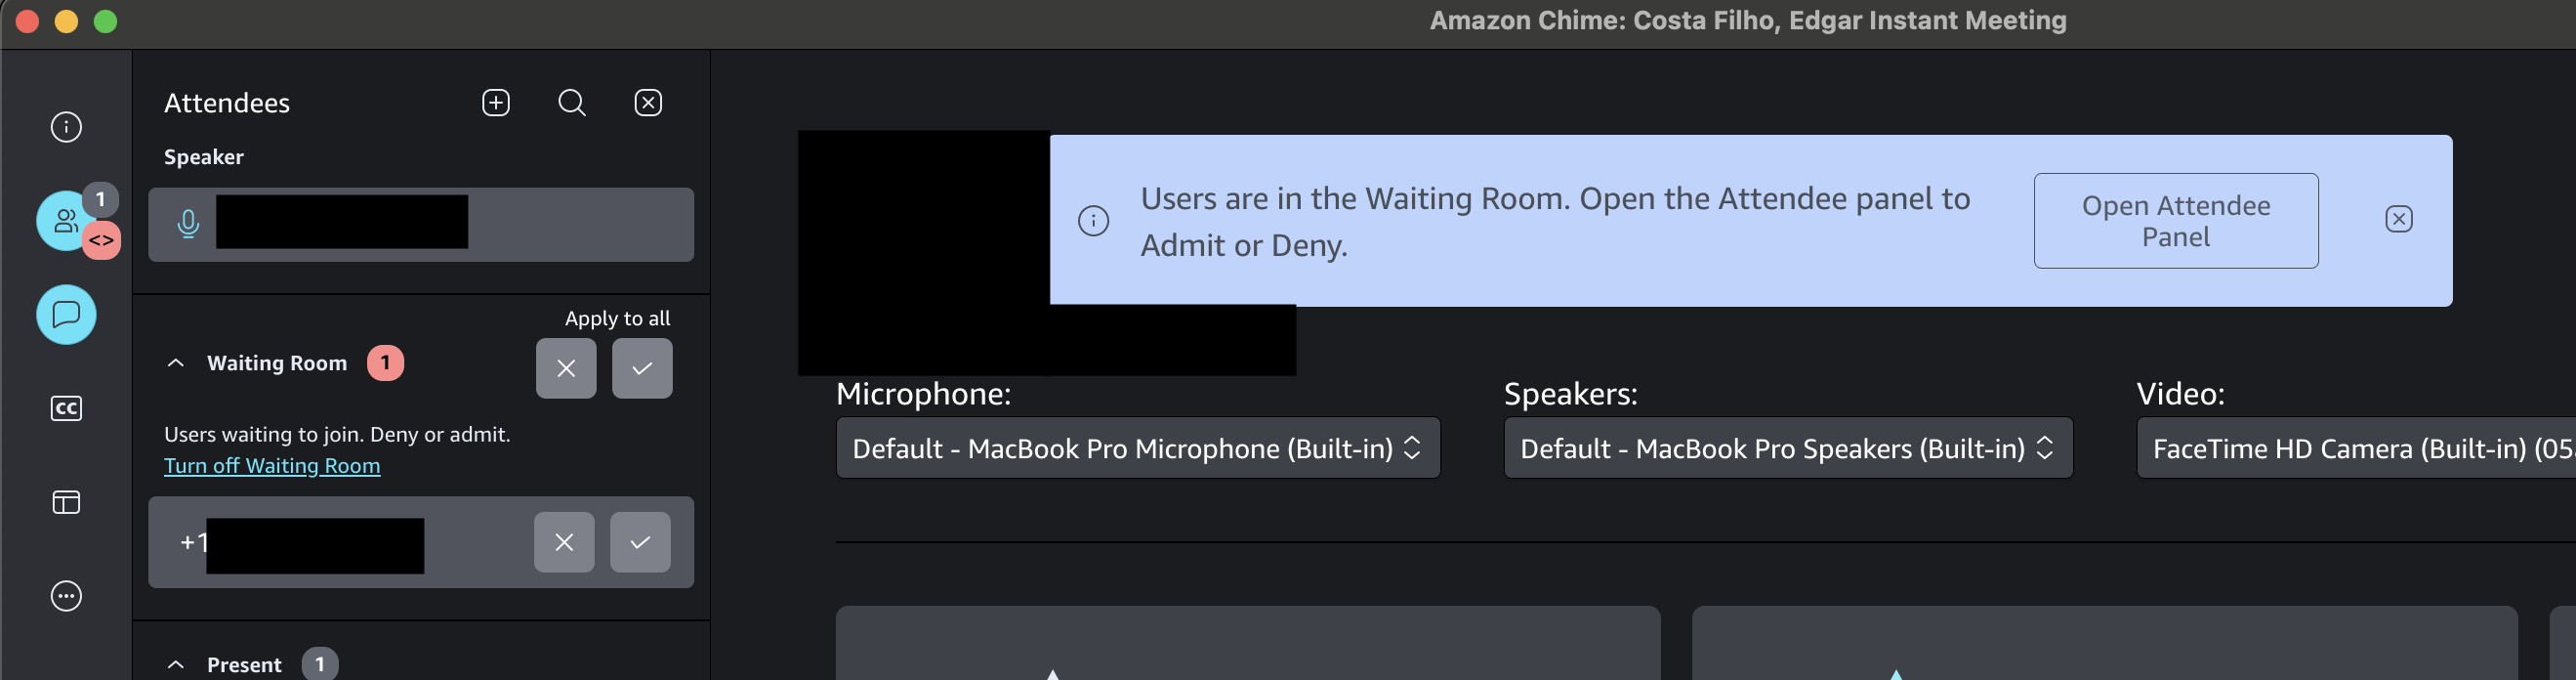 Amazon Chime: Costa Filho, Edgar Instant Meeting
Attendees
Speaker
1
<>
Apply to all
Waiting Room 1
Users waiting to join. Deny or admit.
Turn off Waiting Room
+1
Present 1
CC
Users are in the Waiting Room. Open the Attendee panel to
Admit or Deny.
Open Attendee
Panel
Microphone:
Default - MacBook Pro Microphone (Built-in)
Speakers:
Default - MacBook Pro Speakers (Built-in)
Video:
FaceTime HD Camera (Built-in) (05